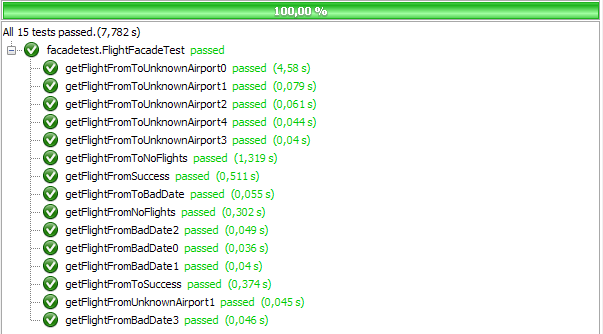 100,00 %
All 15 tests passed.(7,782 s)
facadetest.FlightFacadeTest passed
getFlightFromToUnknownAirport0 passed (4,58 s)
getFlightFromToUnknownAirport1 passed (0,079 s)
getFlightFromToUnknownAirport2 passed (0,061 s)
getFlightFromToUnknownAirport4 passed (0,044 s)
getFlightFromToUnknownAirport3 passed (0,04 s)
getFlightFromToNoFlights passed (1,319 s)
getFlightFromSuccess passed (0,511 s)
getFlightFromToBadDate passed (0,055 s)
getFlightFromNoFlights passed (0,302 s)
getFlightFromBadDate2 passed (0,049 s)
getFlightFromBadDate0 passed (0,036 s)
getFlightFromBadDate1 passed (0,04 s)
getFlightFromToSuccess passed (0,374 s)
getFlightFromUnknownAirport1 passed (0,045 s)
getFlightFromBadDate3 passed (0,046 s)